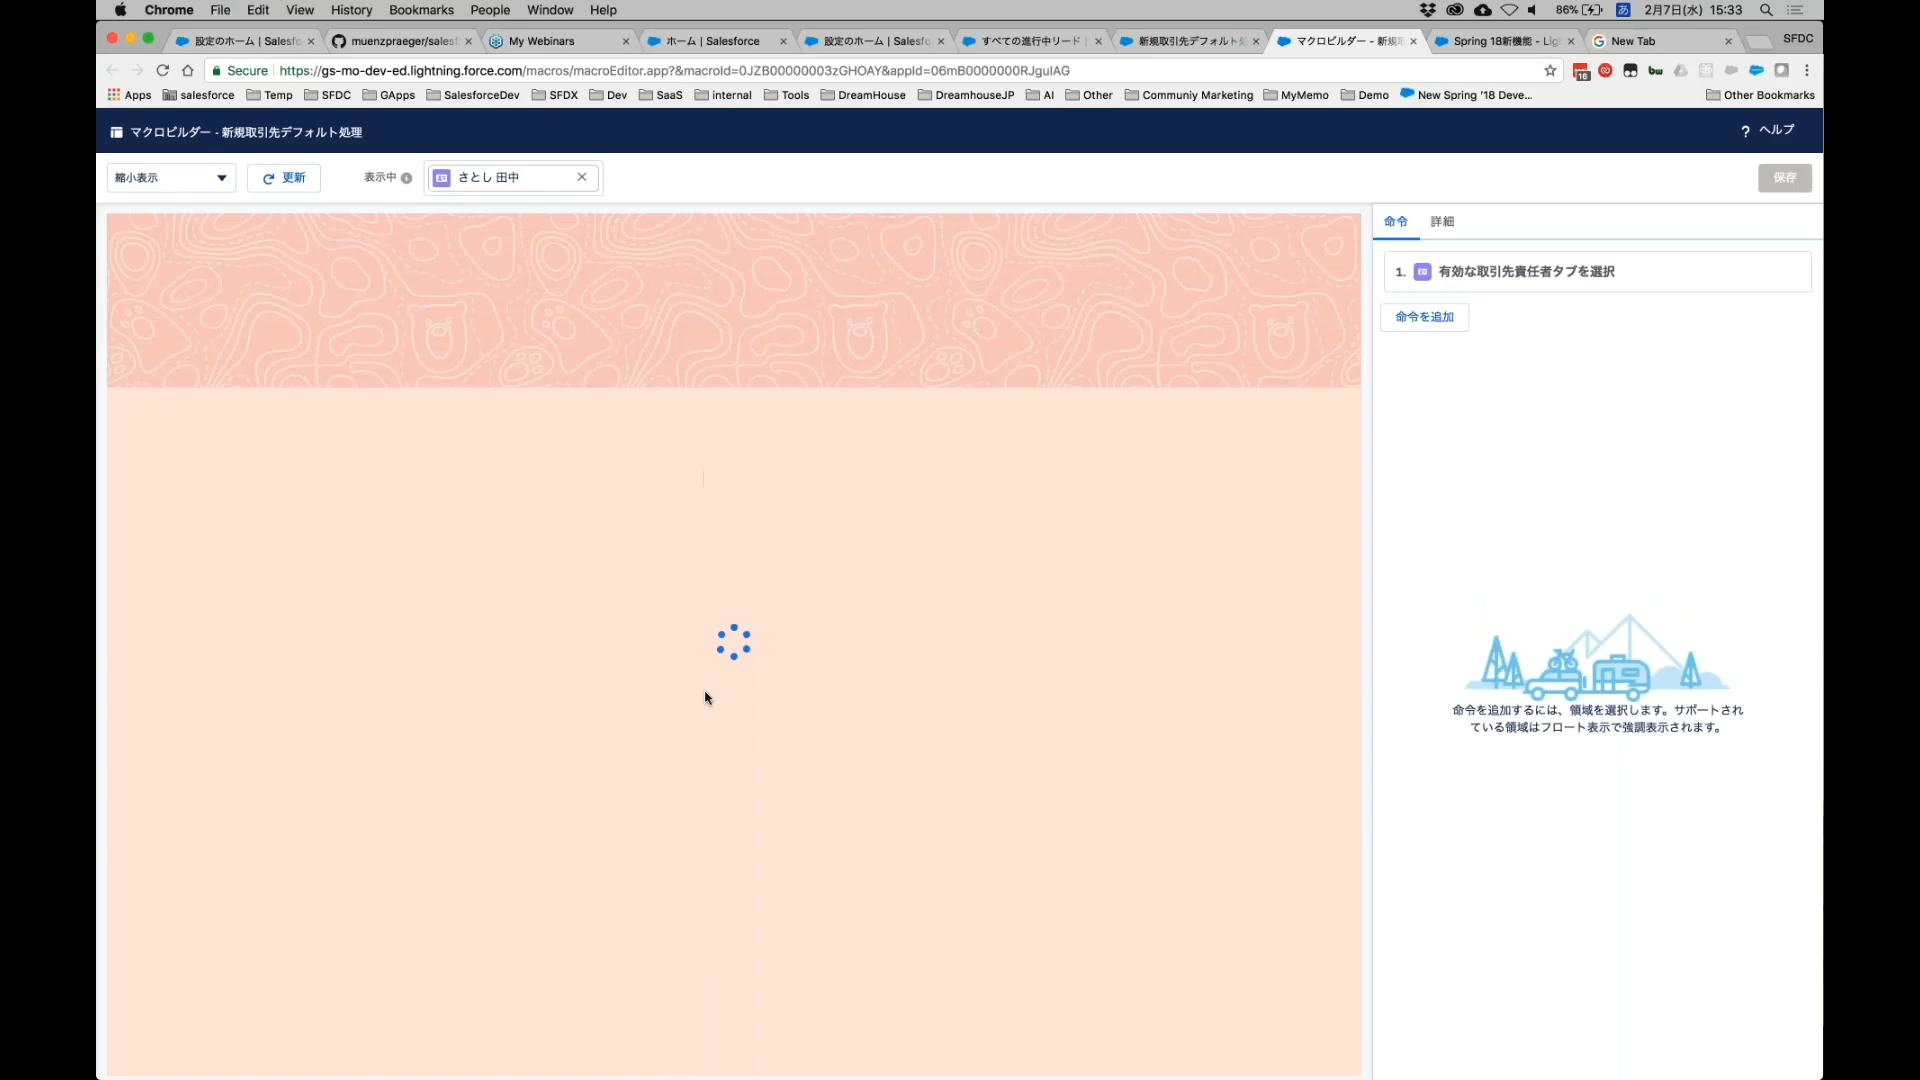 Chrome File Edit View History Bookmarks People Window Help
86% あ 2月7日(水) 15:33
設定のホーム | Salesfo
muenzpraeger/salesf
My Webinars
ホーム | Salesforce
設定のホーム | Salesfo
すべての進行中リード |
新規取引先デフォルト処
マクロビルダー - 新規取
Spring 18新機能 - Ligh
New Tab
SFDC
Secure https://gs-mo-dev-ed.lightning.force.com/macros/macroEditor.app?&macroId=0JZB00000003zGHOAY&appId=06mB0000000RJguIAG
16
Apps salesforce Temp SFDC GApps SalesforceDev SFDX Dev SaaS internal Tools DreamHouse DreamhouseJP AI Other Communiy Marketing MyMemo Demo New Spring '18 Deve... Other Bookmarks
マクロビルダー - 新規取引先デフォルト処理
? ヘルプ
縮小表示
更新
表示中
さとし 田中
保存
命令 詳細
1. 有効な取引先責任者タブを選択
命令を追加
命令を追加するには、領域を選択します。サポートされ
ている領域はフロート表示で強調表示されます。